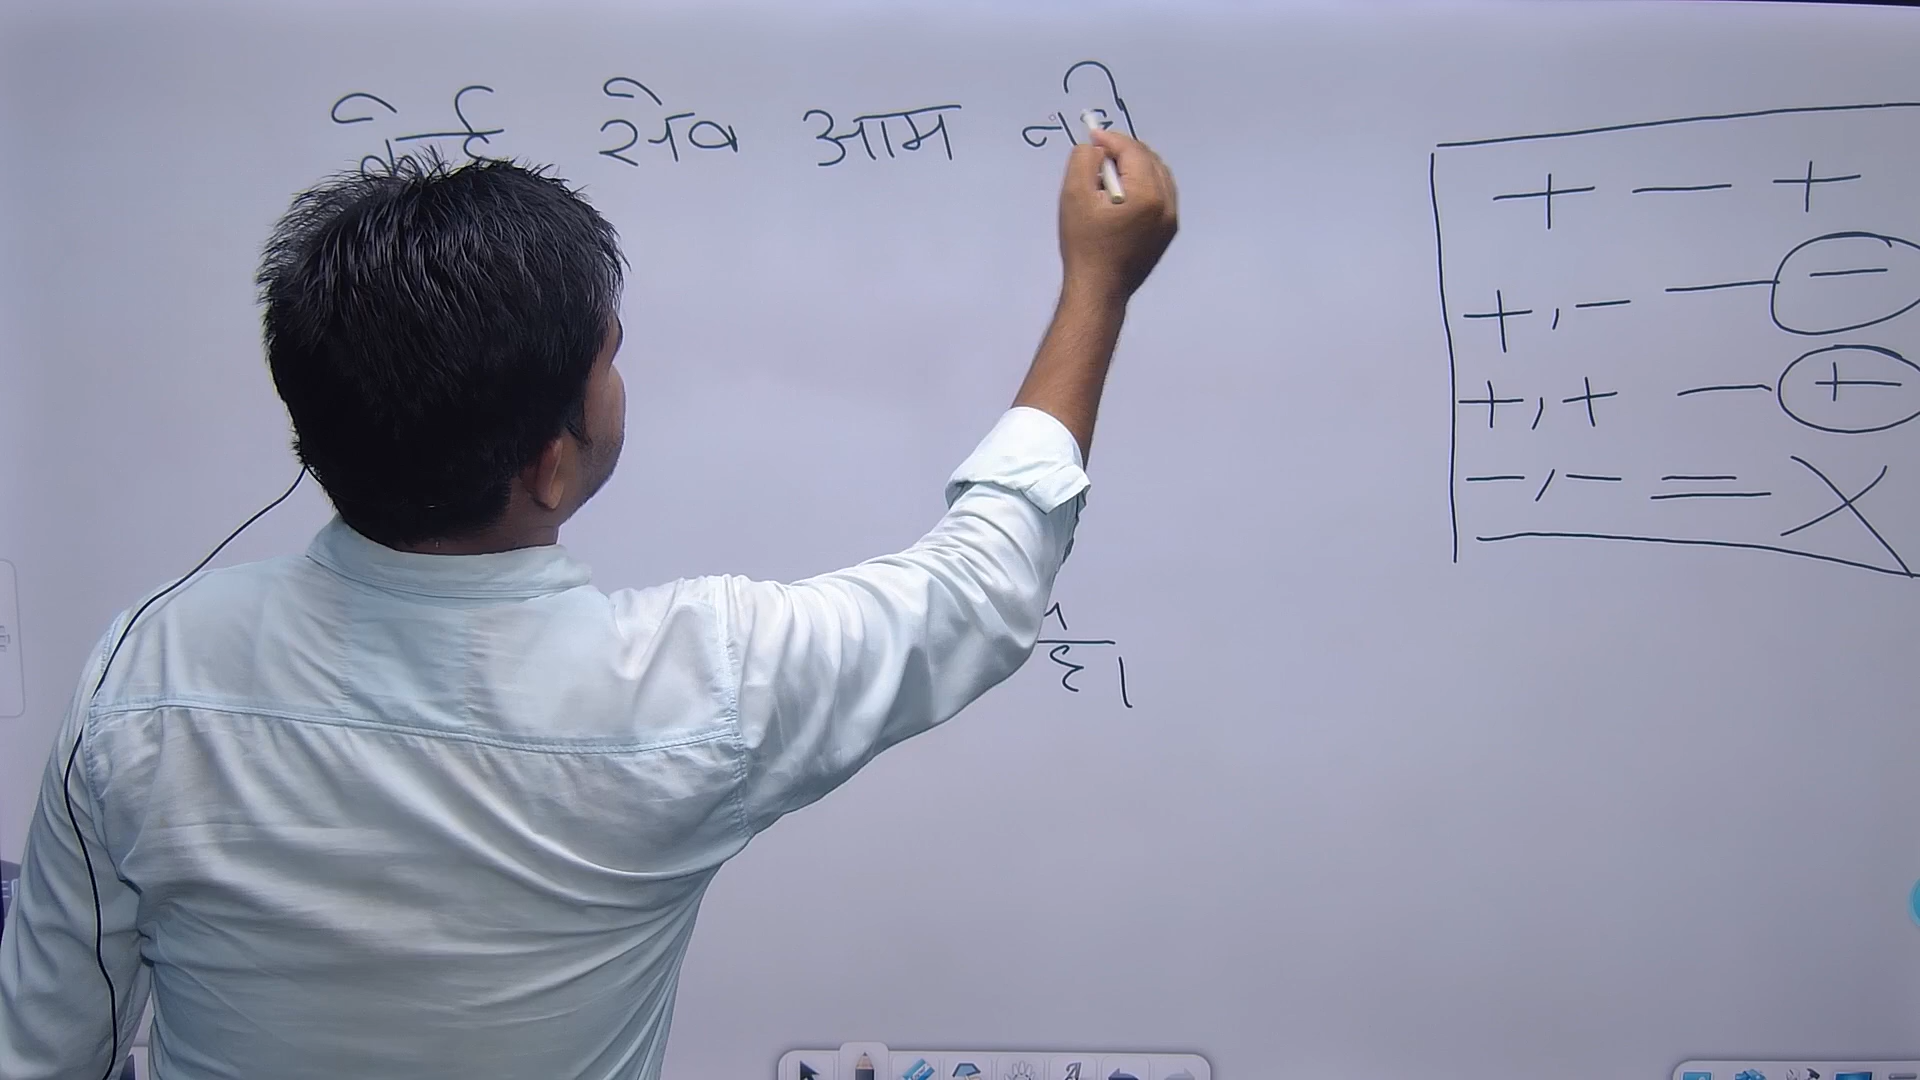 कोई सेव आम नही
+ — +
+,- — -
+,+ — +
-,- = X
है।